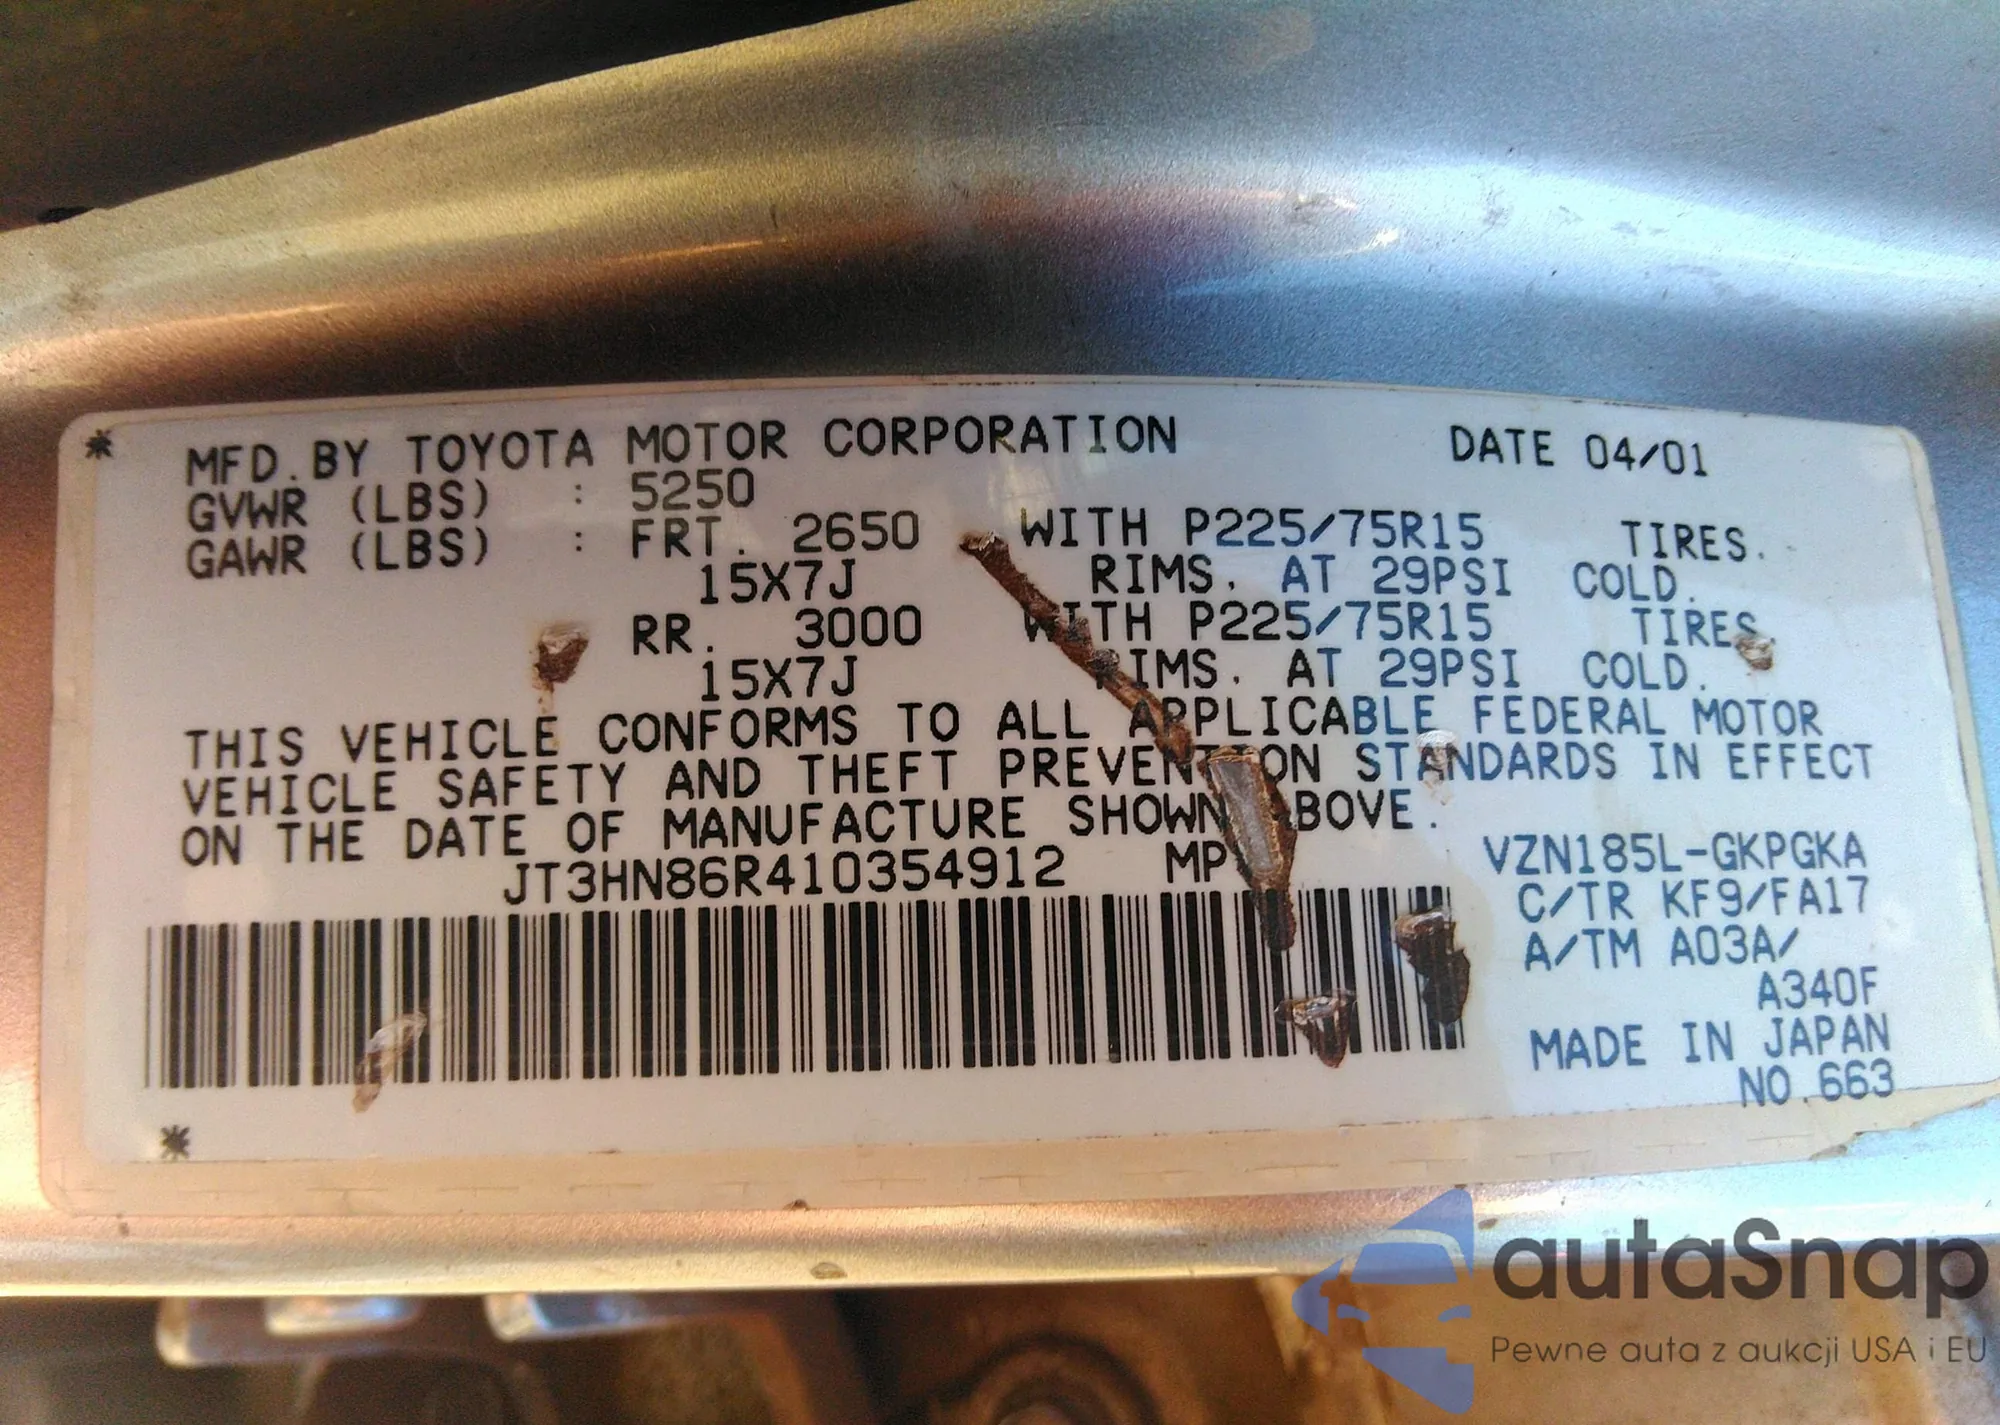 * MFD. BY TOYOTA MOTOR CORPORATION DATE 04/01
GVWR (LBS) : 5250
GAWR (LBS) : FRT. 2650 WITH P225/75R15 TIRES.
15X7J RIMS. AT 29PSI COLD.
RR. 3000 WITH P225/75R15 TIRES
15X7J RIMS. AT 29PSI COLD.
THIS VEHICLE CONFORMS TO ALL APPLICABLE FEDERAL MOTOR
VEHICLE SAFETY AND THEFT PREVENTION STANDARDS IN EFFECT
ON THE DATE OF MANUFACTURE SHOWN ABOVE.
JT3HN86R410354912 MP VZN185L-GKPGKA
C/TR KF9/FA17
A/TM A03A/
A340F
MADE IN JAPAN
NO.663
*
autaSnap
Pewne auta z aukcji USA i EU